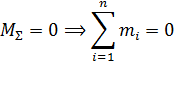 M_Σ = 0 ⟹ ∑_{i=1}^{n} m_i = 0